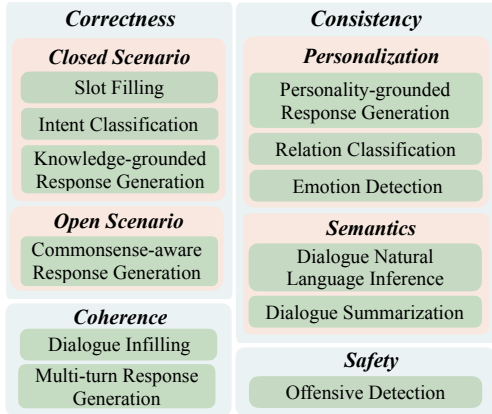 Correctness
Closed Scenario
Slot Filling
Intent Classification
Knowledge-grounded
Response Generation
Open Scenario
Commonsense-aware
Response Generation
Coherence
Dialogue Infilling
Multi-turn Response
Generation
Consistency
Personalization
Personality-grounded
Response Generation
Relation Classification
Emotion Detection
Semantics
Dialogue Natural
Language Inference
Dialogue Summarization
Safety
Offensive Detection